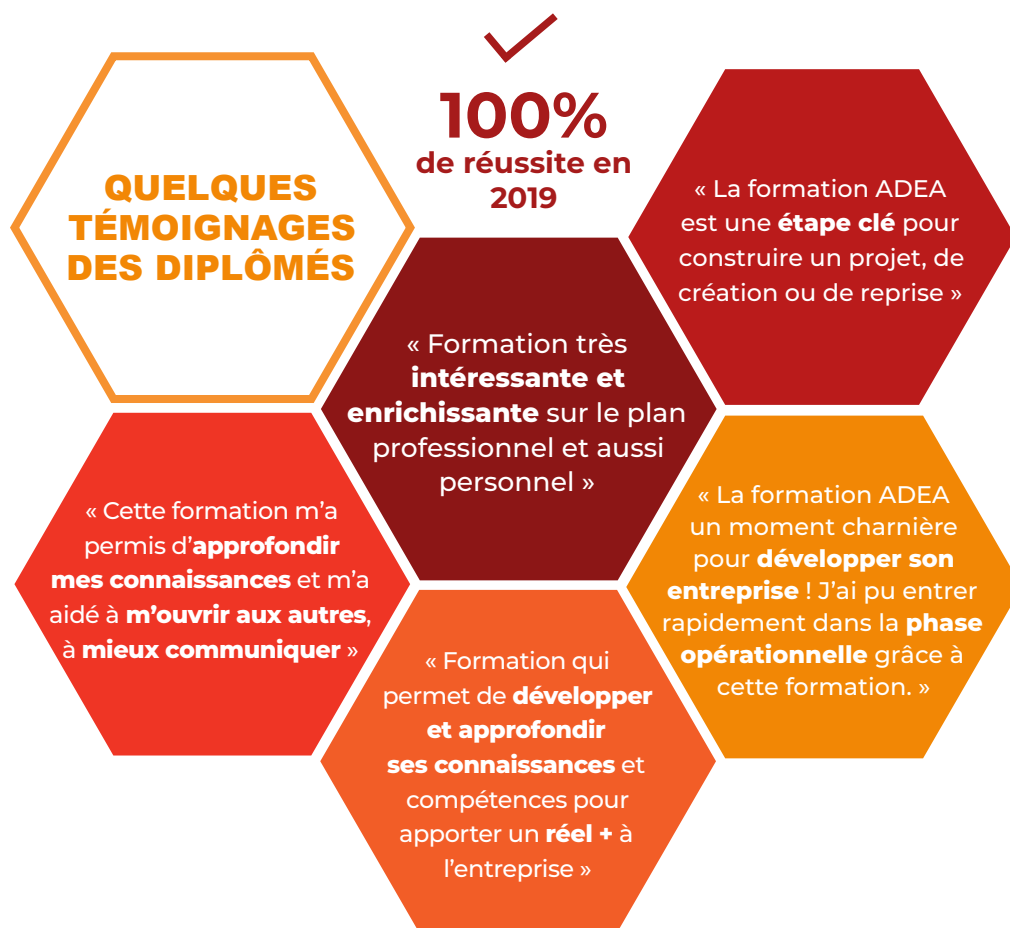 QUELQUES
TÉMOIGNAGES
DES DIPLÔMÉS
100%
de réussite en
2019
« La formation ADEA
est une étape clé pour
construire un projet, de
création ou de reprise »
« Formation très
intéressante et
enrichissante sur le plan
professionnel et aussi
personnel »
« Cette formation m’a
permis d’approfondir
mes connaissances et m’a
aidé à m’ouvrir aux autres,
à mieux communiquer »
« La formation ADEA
un moment charnière
pour développer son
entreprise ! J’ai pu entrer
rapidement dans la phase
opérationnelle grâce à
cette formation. »
« Formation qui
permet de développer
et approfondir
ses connaissances et
compétences pour
apporter un réel + à
l’entreprise »